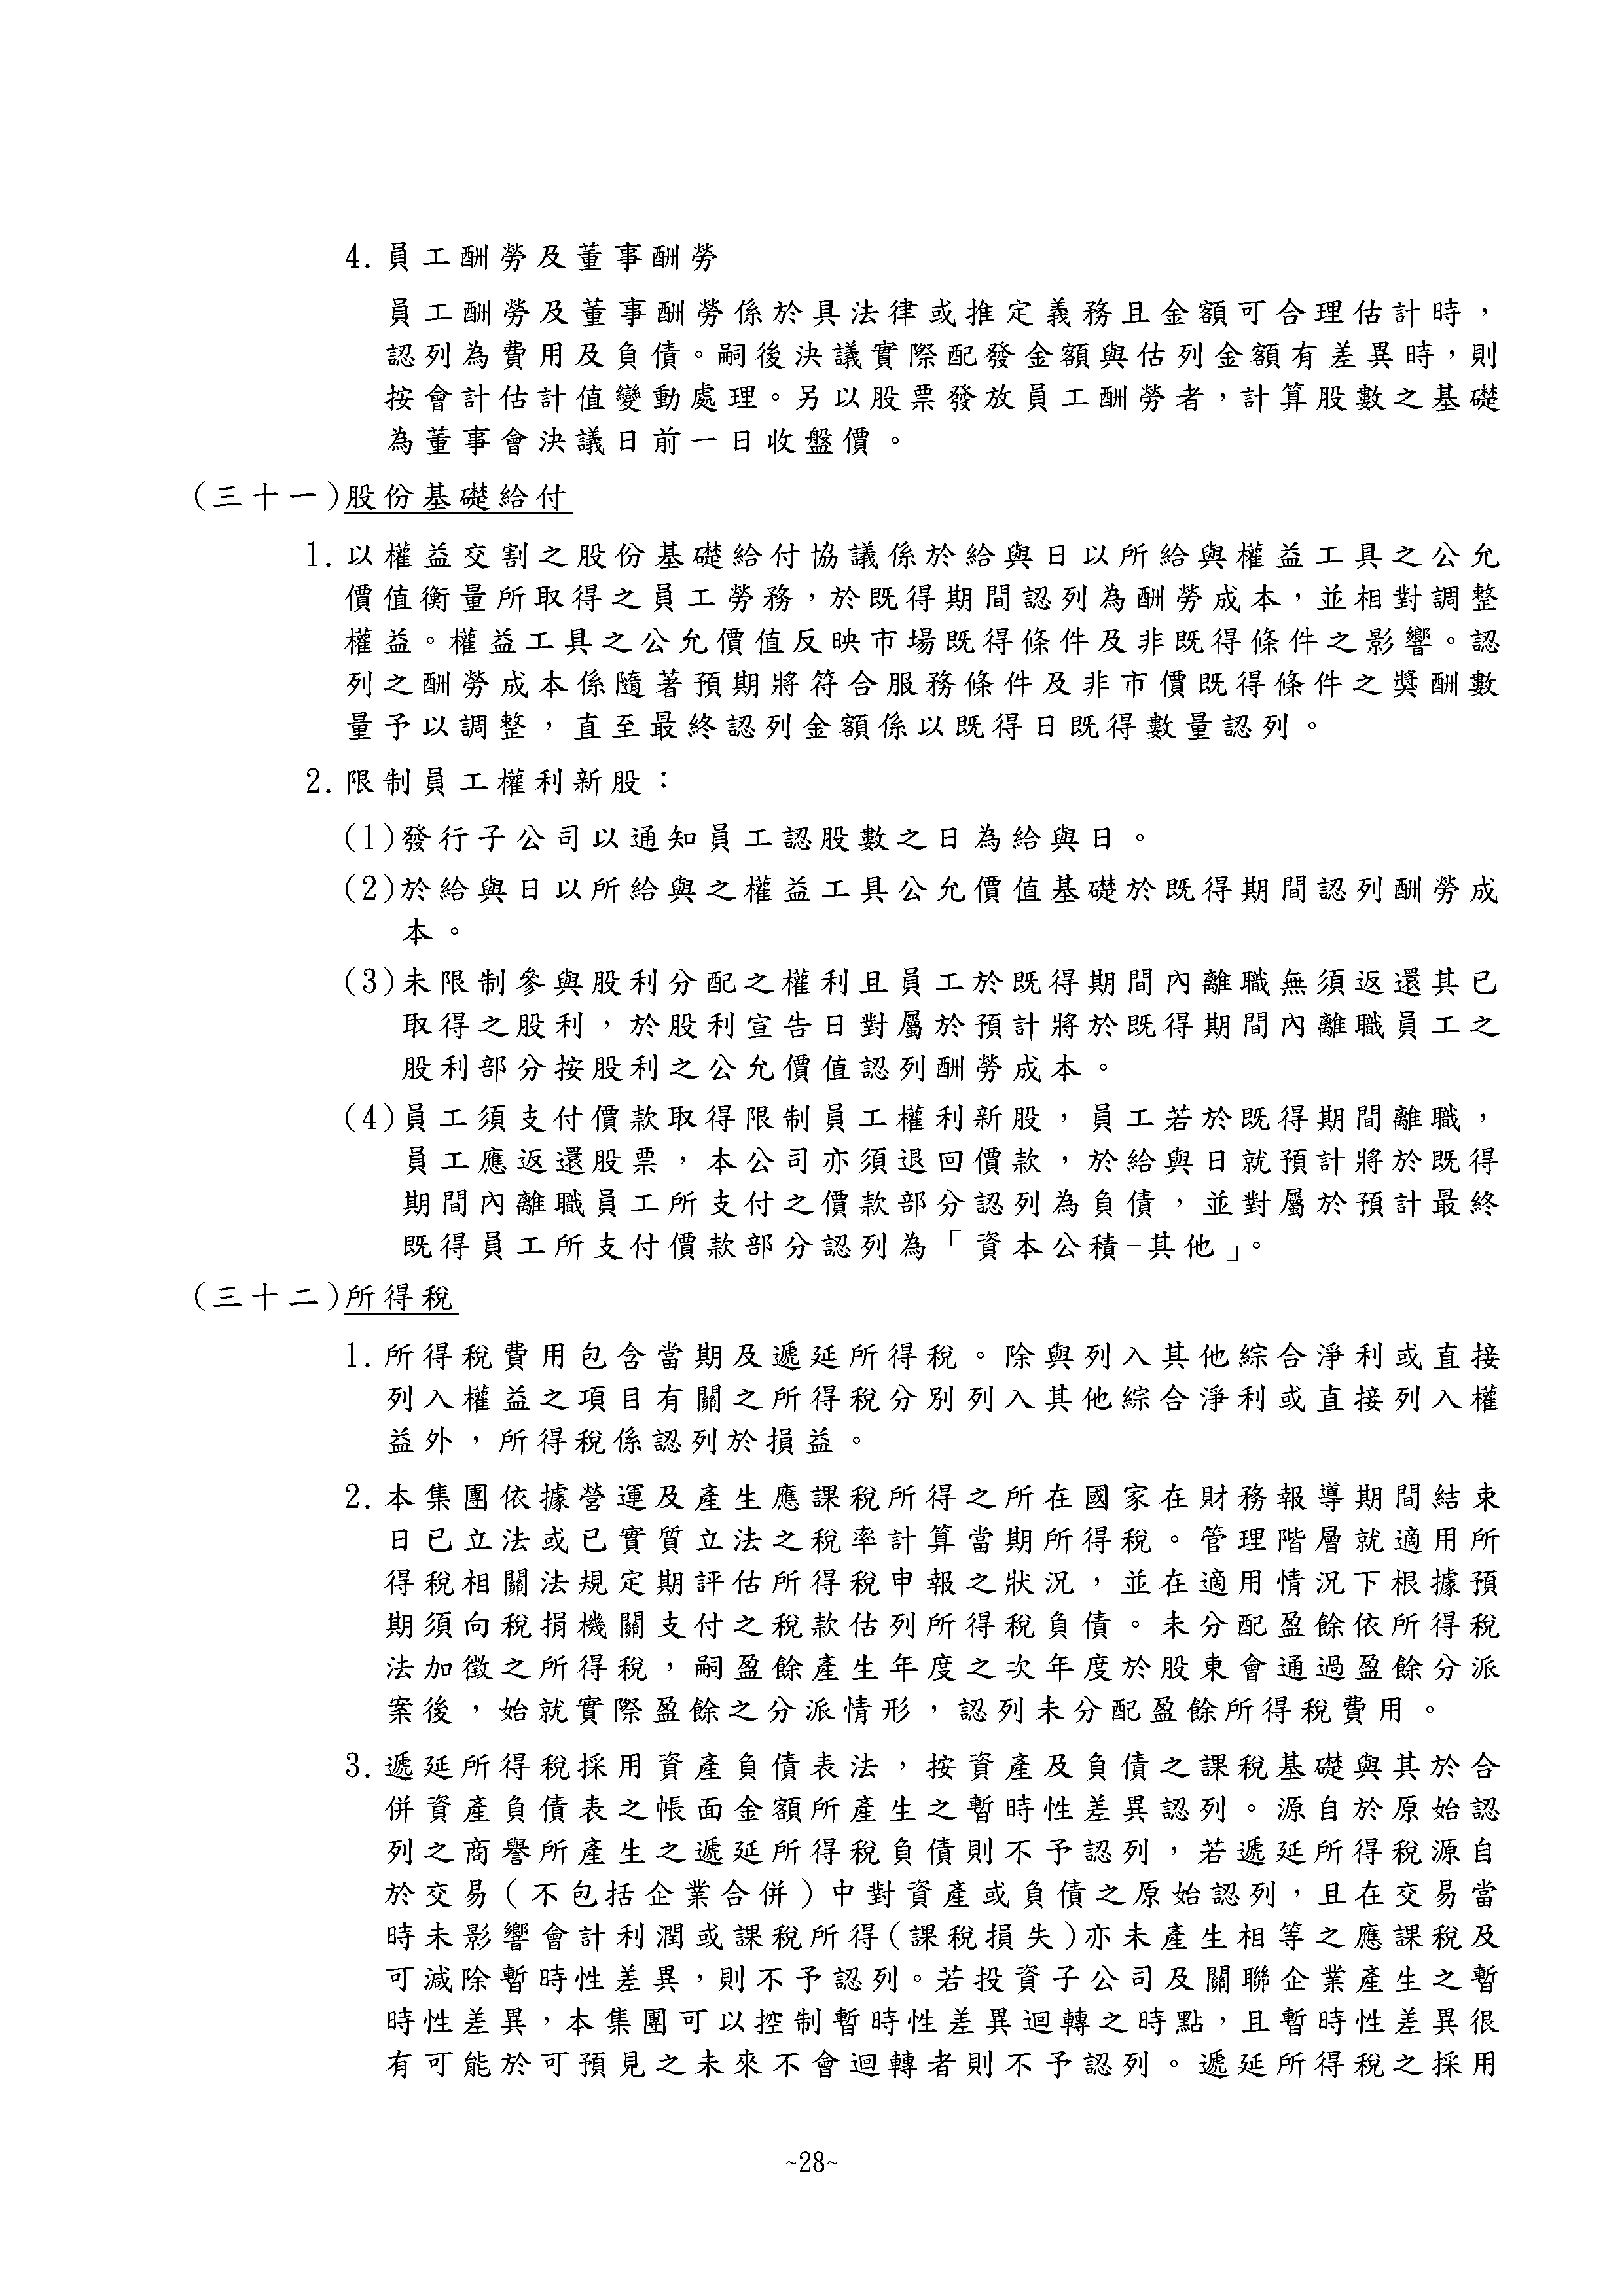 4.員工酬勞及董事酬勞
員工酬勞及董事酬勞係於具法律或推定義務且金額可合理估計時，
認列為費用及負債。嗣後決議實際配發金額與估列金額有差異時，則
按會計估計值變動處理。另以股票發放員工酬勞者，計算股數之基礎
為董事會決議日前一日收盤價。
(三十一)股份基礎給付
1.以權益交割之股份基礎給付協議係於給與日以所給與權益工具之公允
價值衡量所取得之員工勞務，於既得期間認列為酬勞成本，並相對調整
權益。權益工具之公允價值反映市場既得條件及非既得條件之影響。認
列之酬勞成本係隨著預期將符合服務條件及非市價既得條件之獎酬數
量予以調整，直至最終認列金額係以既得日既得數量認列。
2.限制員工權利新股：
(1)發行子公司以通知員工認股數之日為給與日。
(2)於給與日以所給與之權益工具公允價值基礎於既得期間認列酬勞成
本。
(3)未限制參與股利分配之權利且員工於既得期間內離職無須返還其已
取得之股利，於股利宣告日對屬於預計將於既得期間內離職員工之
股利部分按股利之公允價值認列酬勞成本。
(4)員工須支付價款取得限制員工權利新股，員工若於既得期間離職，
員工應返還股票，本公司亦須退回價款，於給與日就預計將於既得
期間內離職員工所支付之價款部分認列為負債，並對屬於預計最終
既得員工所支付價款部分認列為「資本公積-其他」。
(三十二)所得稅
1.所得稅費用包含當期及遞延所得稅。除與列入其他綜合淨利或直接
列入權益之項目有關之所得稅分別列入其他綜合淨利或直接列入權
益外，所得稅係認列於損益。
2.本集團依據營運及產生應課稅所得之所在國家在財務報導期間結束
日已立法或已實質立法之稅率計算當期所得稅。管理階層就適用所
得稅相關法規定期評估所得稅申報之狀況，並在適用情況下根據預
期須向稅捐機關支付之稅款估列所得稅負債。未分配盈餘依所得稅
法加徵之所得稅，嗣盈餘產生年度之次年度於股東會通過盈餘分派
案後，始就實際盈餘之分派情形，認列未分配盈餘所得稅費用。
3.遞延所得稅採用資產負債表法，按資產及負債之課稅基礎與其於合
併資產負債表之帳面金額所產生之暫時性差異認列。源自於原始認
列之商譽所產生之遞延所得稅負債則不予認列，若遞延所得稅源自
於交易(不包括企業合併)中對資產或負債之原始認列，且在交易當
時未影響會計利潤或課稅所得(課稅損失)亦未產生相等之應課稅及
可減除暫時性差異，則不予認列。若投資子公司及關聯企業產生之暫
時性差異，本集團可以控制暫時性差異迴轉之時點，且暫時性差異很
有可能於可預見之未來不會迴轉者則不予認列。遞延所得稅之採用
~28~